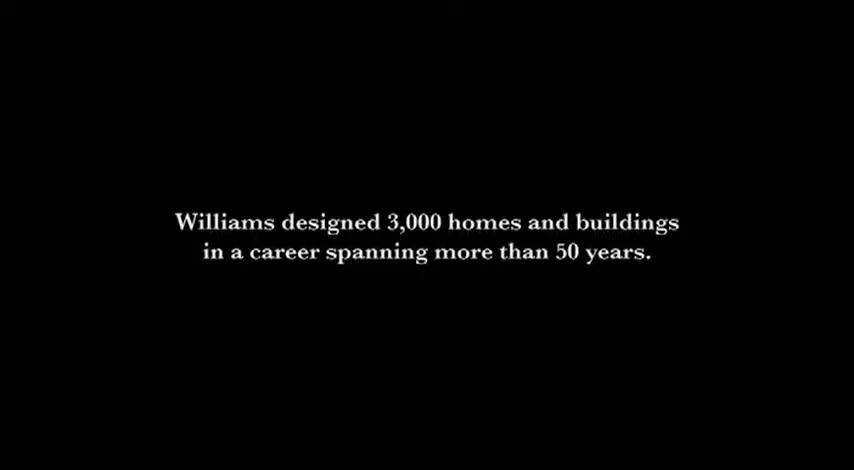 Williams designed 3,000 homes and buildings
in a career spanning more than 50 years.